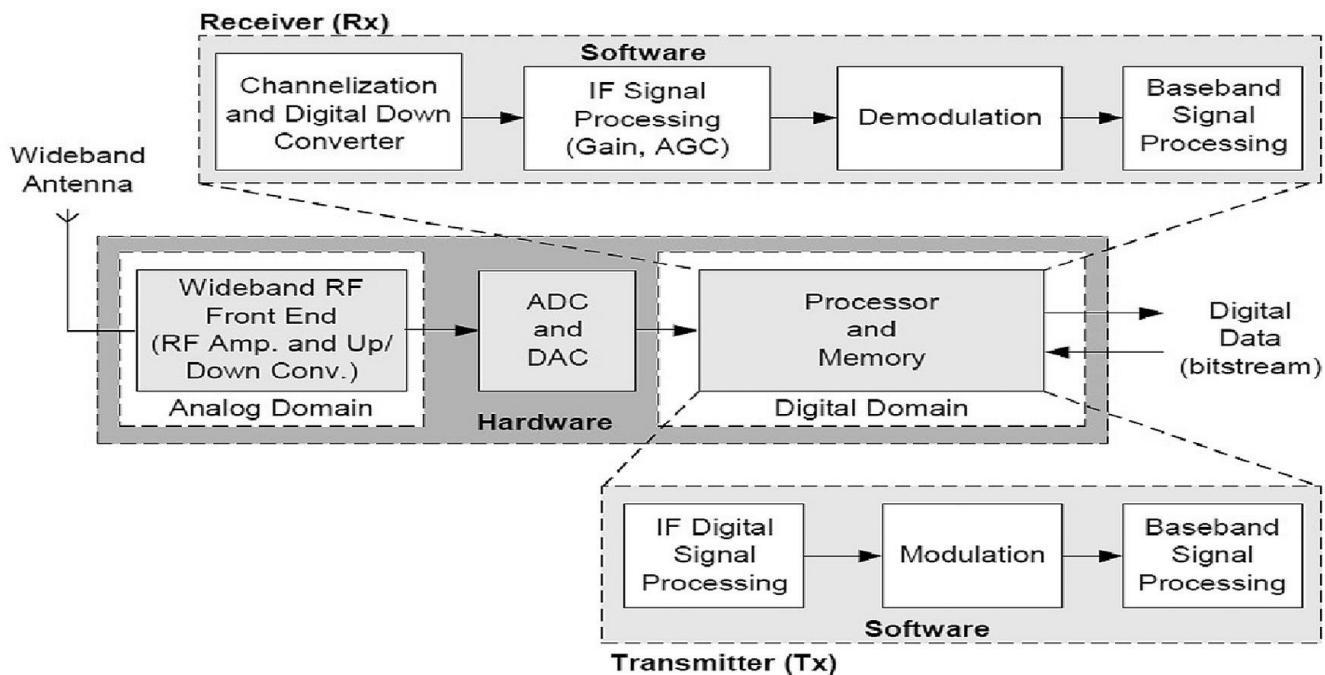 Receiver (Rx)
Software
Channelization
and Digital Down
Converter
IF Signal
Processing
(Gain, AGC)
Demodulation
Baseband
Signal
Processing
Wideband
Antenna
Wideband RF
Front End
(RF Amp. and Up/
Down Conv.)
Analog Domain
ADC
and
DAC
Hardware
Processor
and
Memory
Digital Domain
Digital
Data
(bitstream)
IF Digital
Signal
Processing
Modulation
Baseband
Signal
Processing
Software
Transmitter (Tx)